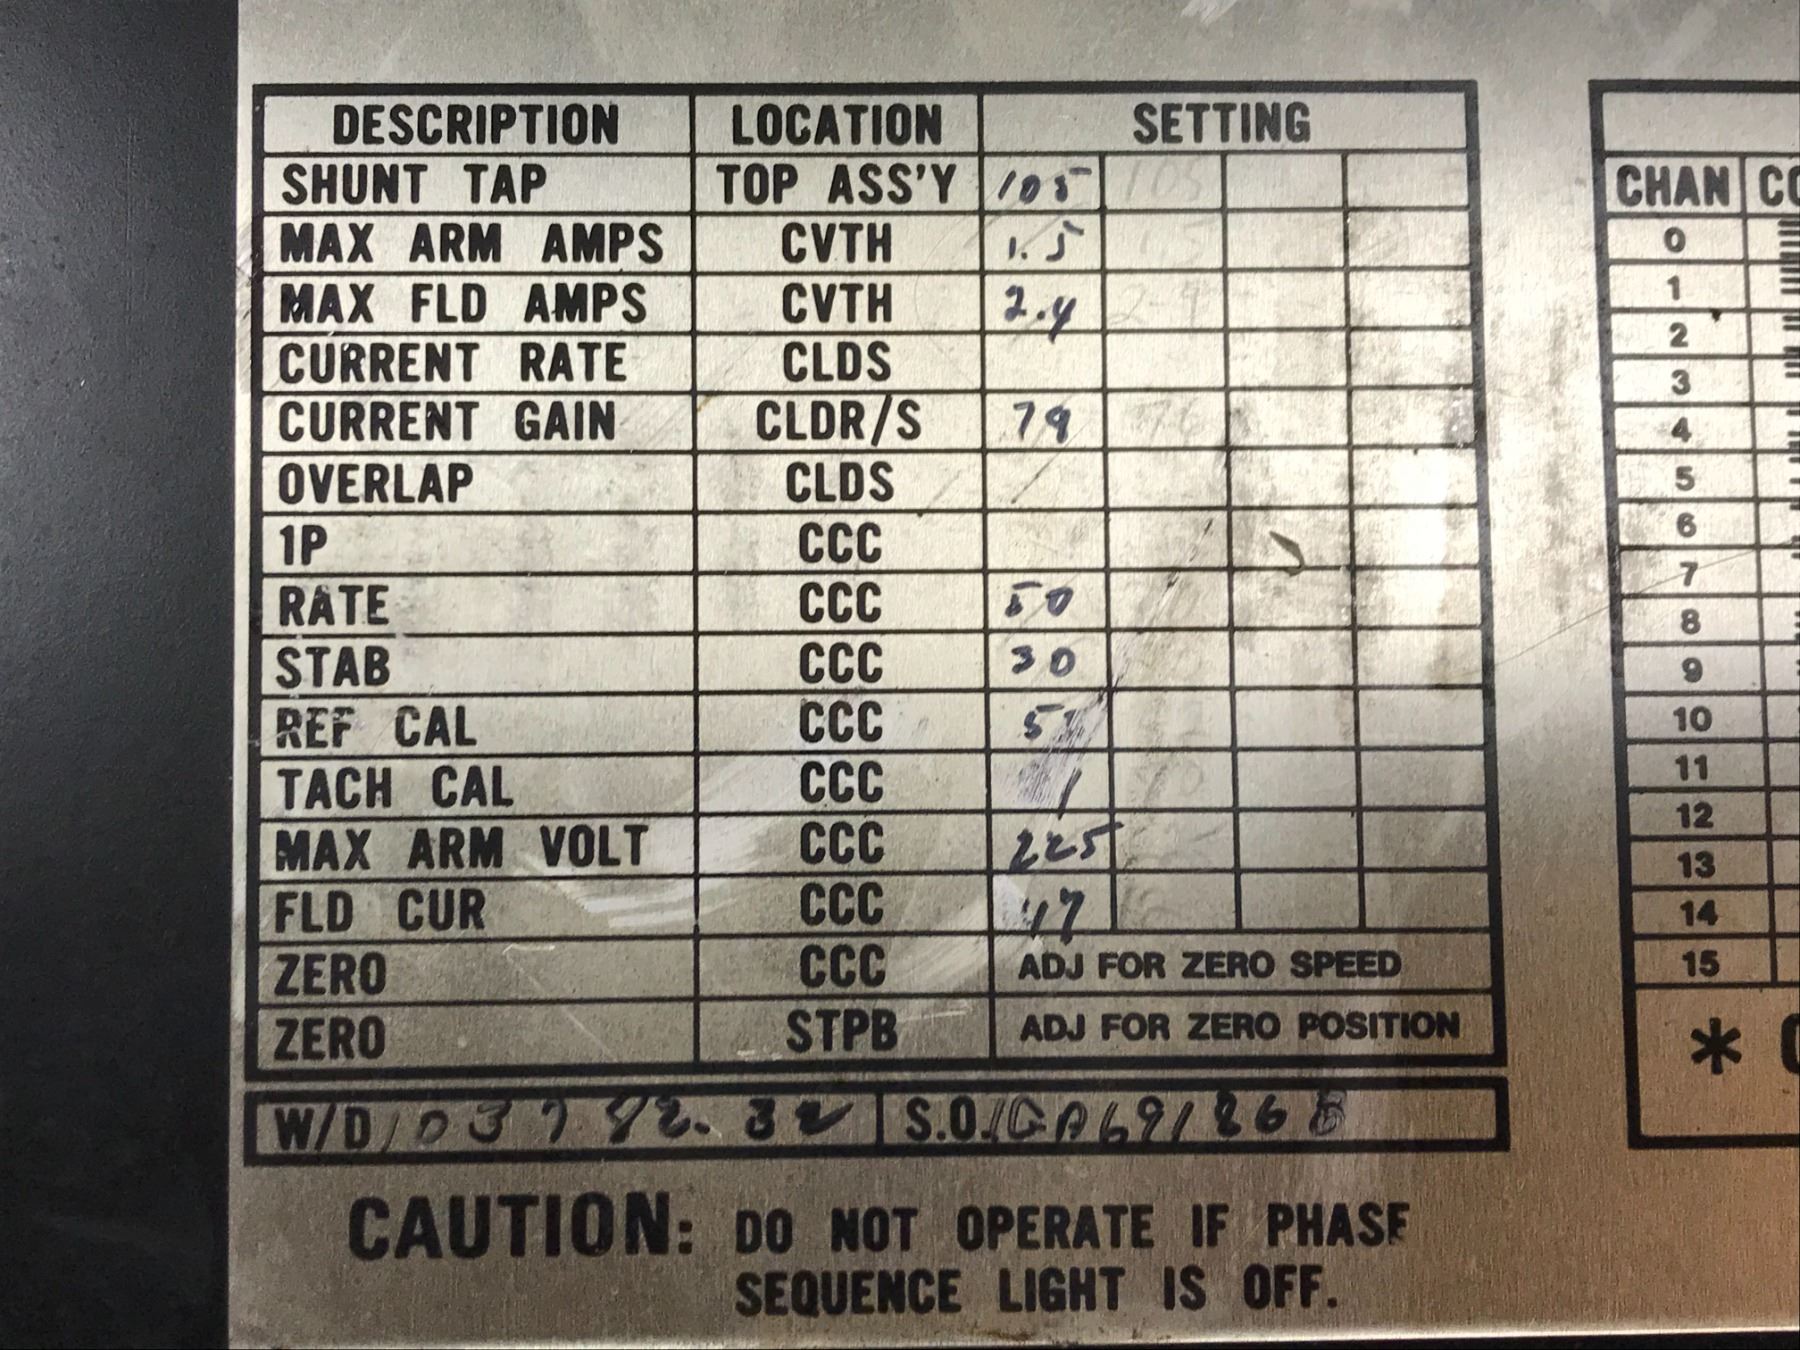 DESCRIPTION LOCATION SETTING
SHUNT TAP TOP ASS'Y 105 105
MAX ARM AMPS CVTH 1.5
MAX FLD AMPS CVTH 2.4
CURRENT RATE CLDS
CURRENT GAIN CLDR/S 79
OVERLAP CLDS
1P CCC
RATE CCC 50
STAB CCC 30
REF CAL CCC
TACH CAL CCC
MAX ARM VOLT CCC 225
FLD CUR CCC
ZERO CCC ADJ FOR ZERO SPEED
ZERO STPB ADJ FOR ZERO POSITION
W/D S.O.
CAUTION: DO NOT OPERATE IF PHASE
SEQUENCE LIGHT IS OFF.
CHAN
0
1
2
3
4
5
6
7
8
9
10
11
12
13
14
15
*